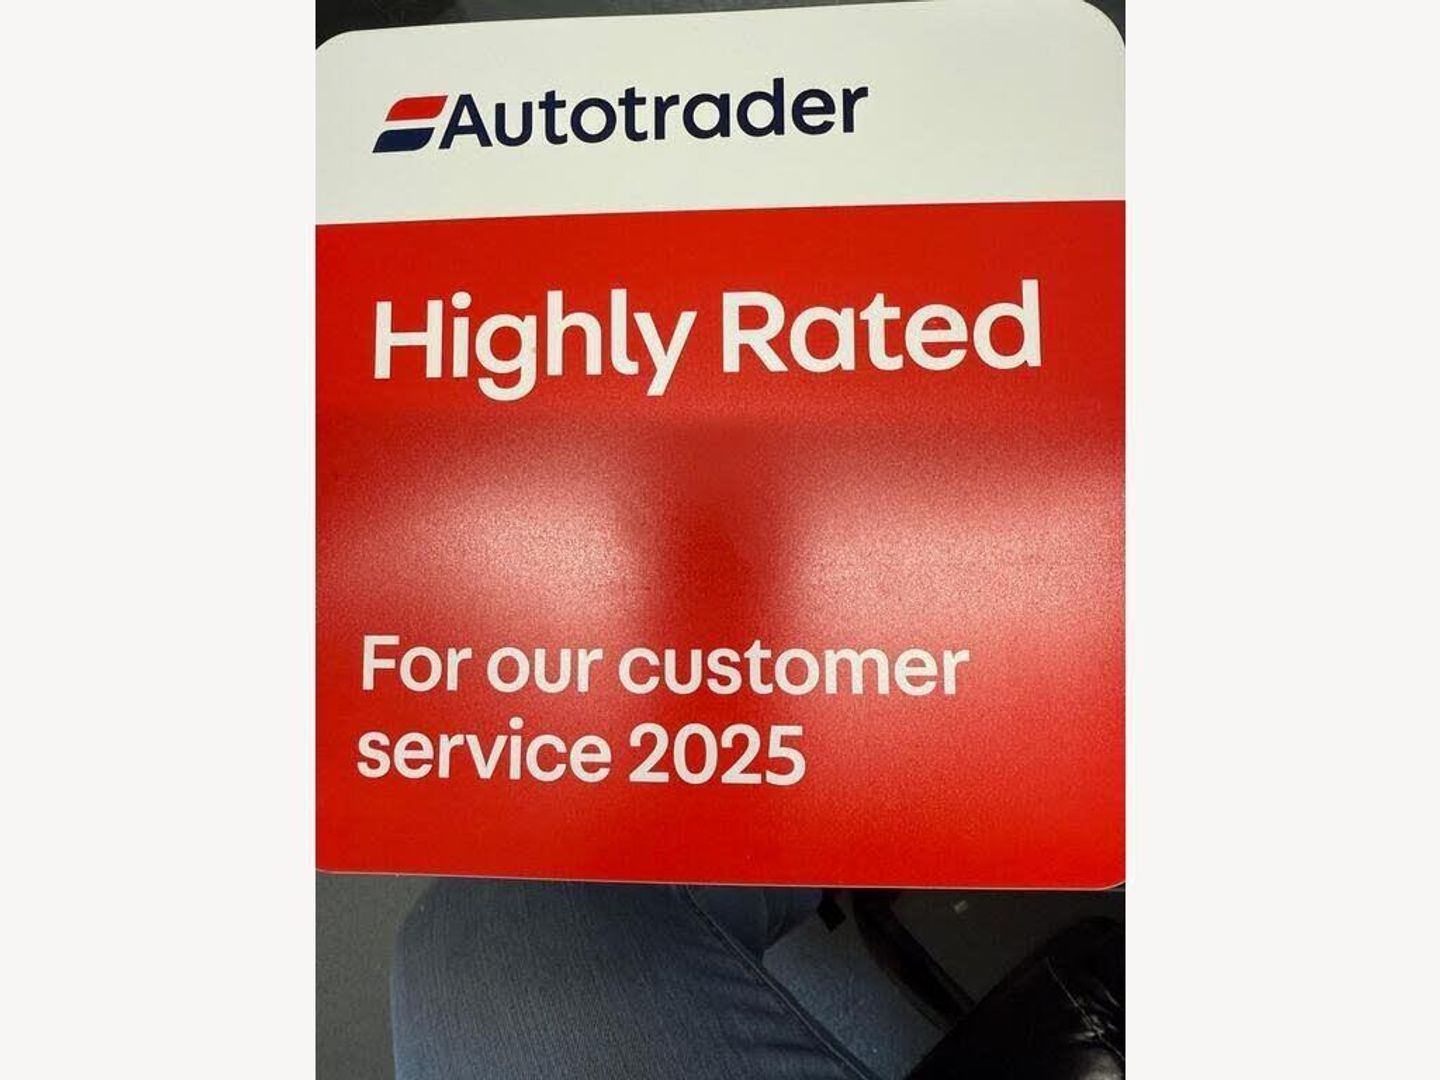 Autotrader
Highly Rated
For our customer
service 2025